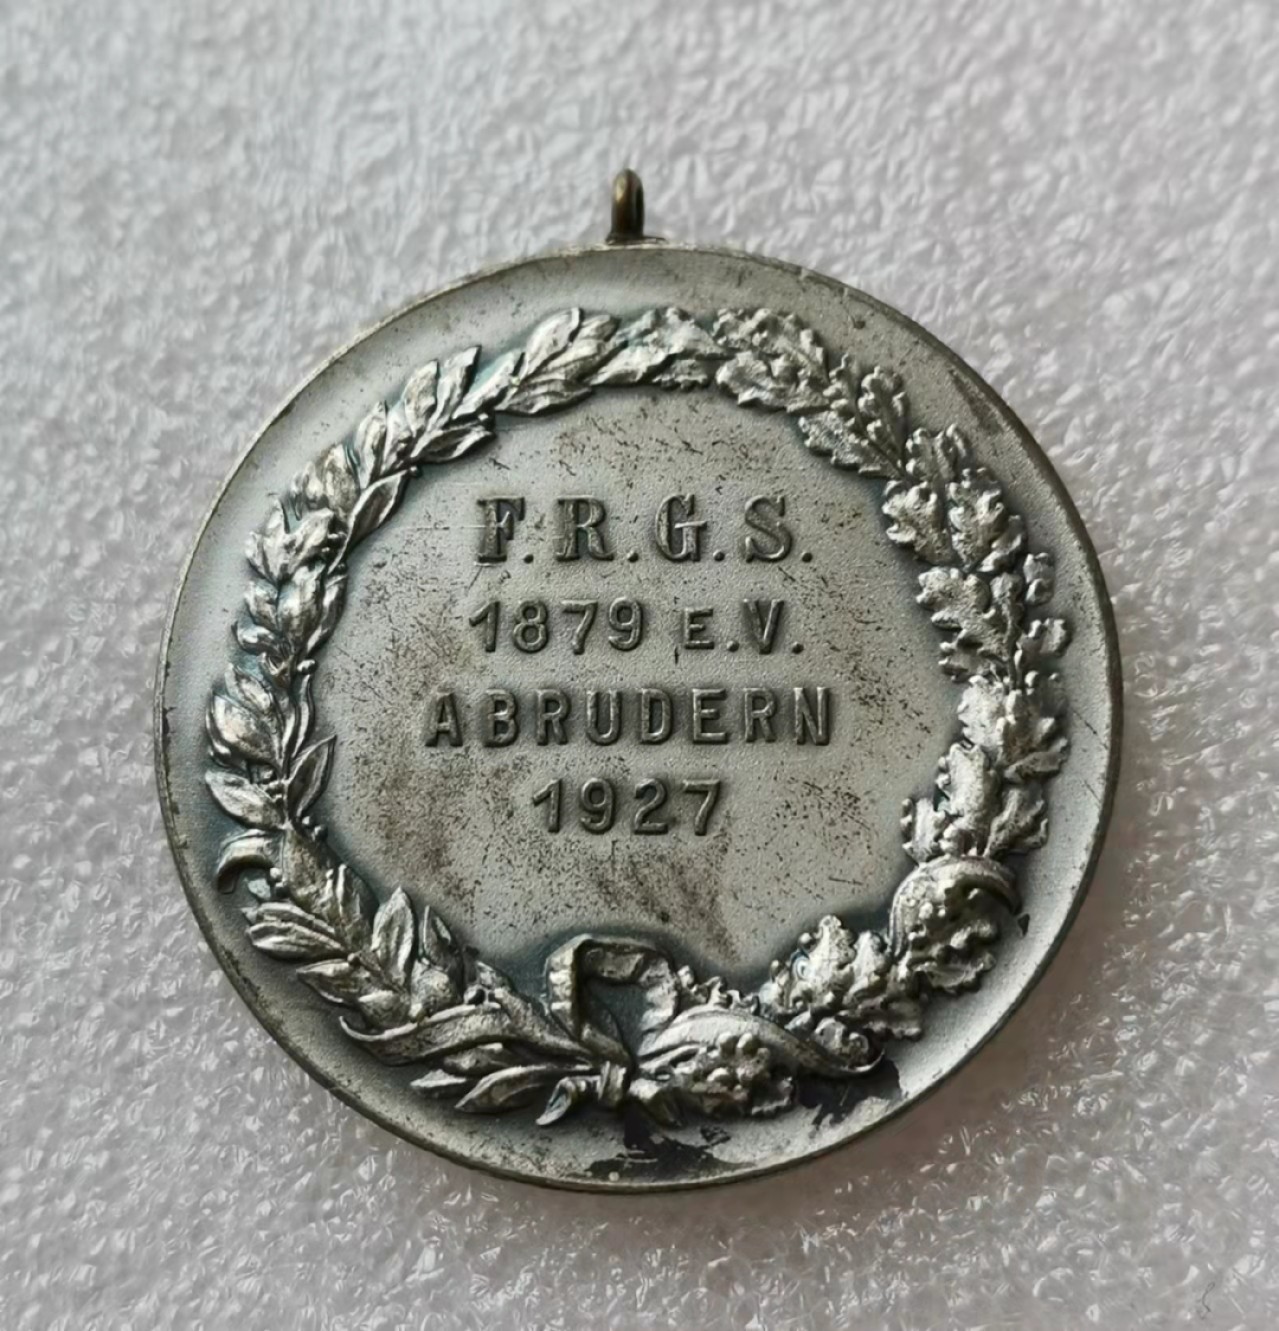 F.R.G.S.
1879 E.V.
ABRUDERN
1927